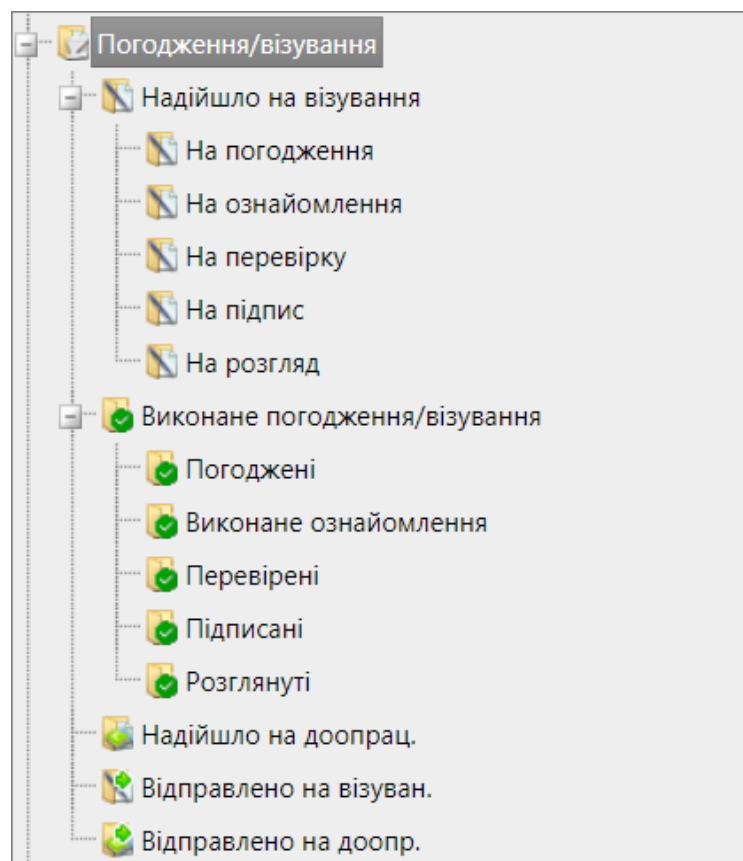 Погодження/візування
Надійшло на візування
На погодження
На ознайомлення
На перевірку
На підпис
На розгляд
Виконане погодження/візування
Погоджені
Виконане ознайомлення
Перевірені
Підписані
Розглянуті
Надійшло на доопрац.
Відправлено на візуван.
Відправлено на доопр.